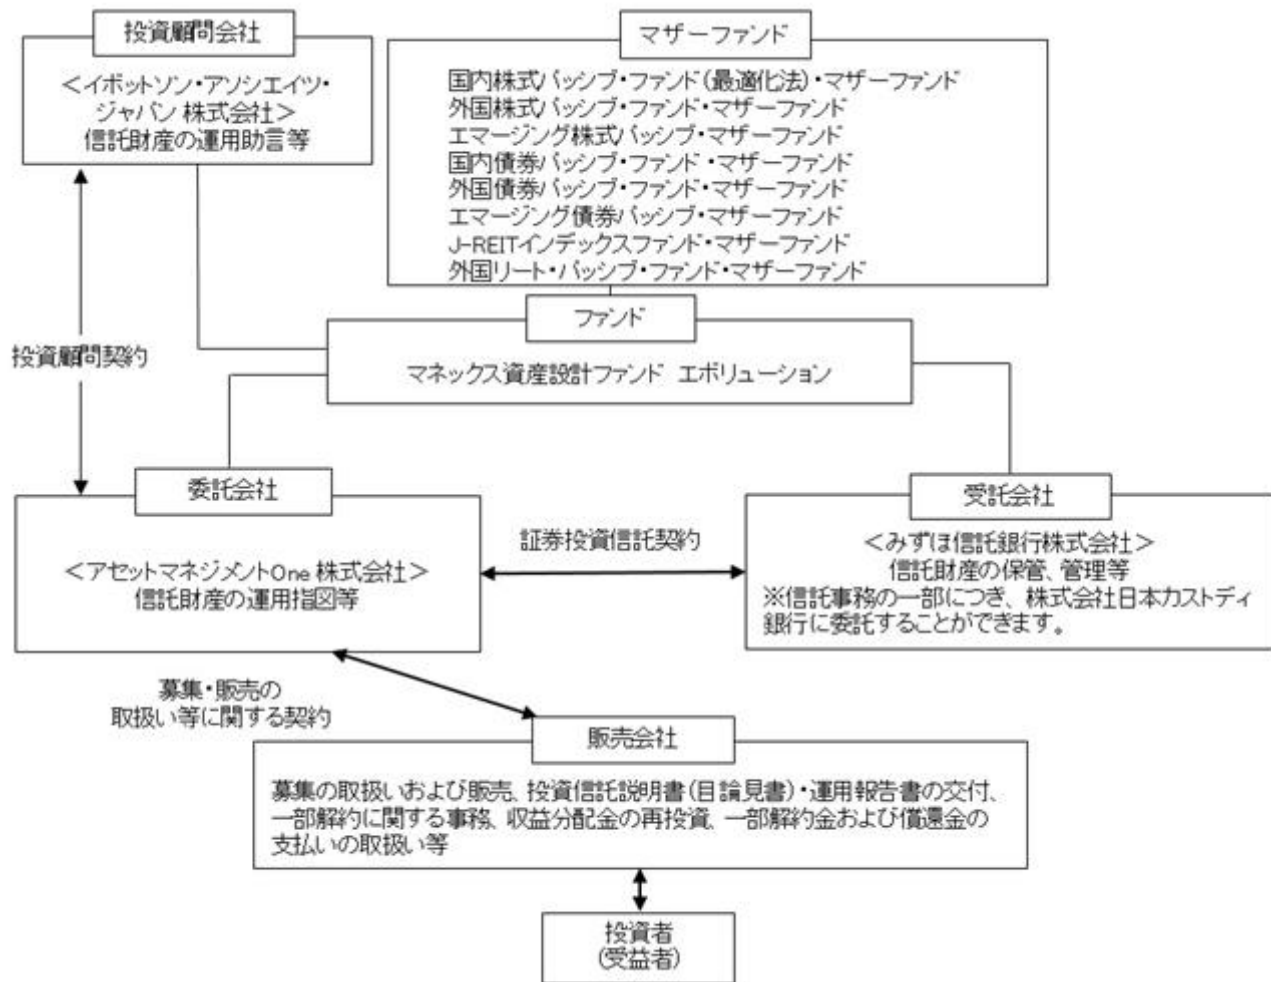 投資顧問会社
＜イボットソン・アソシエイツ・
ジャパン 株式会社＞
信託財産の運用助言等
マザーファンド
国内株式パッシブ・ファンド(最適化法)・マザーファンド
外国株式パッシブ・ファンド・マザーファンド
エマージング株式パッシブ・マザーファンド
国内債券パッシブ・ファンド・マザーファンド
外国債券パッシブ・ファンド・マザーファンド
エマージング債券パッシブ・マザーファンド
J-REITインデックスファンド・マザーファンド
外国リート・パッシブ・ファンド・マザーファンド
ファンド
マネックス資産設計ファンド エボリューション
投資顧問契約
委託会社
＜アセットマネジメントOne 株式会社＞
信託財産の運用指図等
証券投資信託契約
受託会社
＜みずほ信託銀行株式会社＞
信託財産の保管、管理等
※信託事務の一部につき、株式会社日本カストディ
銀行に委託することができます。
募集・販売の
取扱い等に関する契約
販売会社
募集の取扱いおよび販売、投資信託説明書(目論見書)・運用報告書の交付、
一部解約に関する事務、収益分配金の再投資、一部解約金および償還金の
支払いの取扱い等
投資者
(受益者)